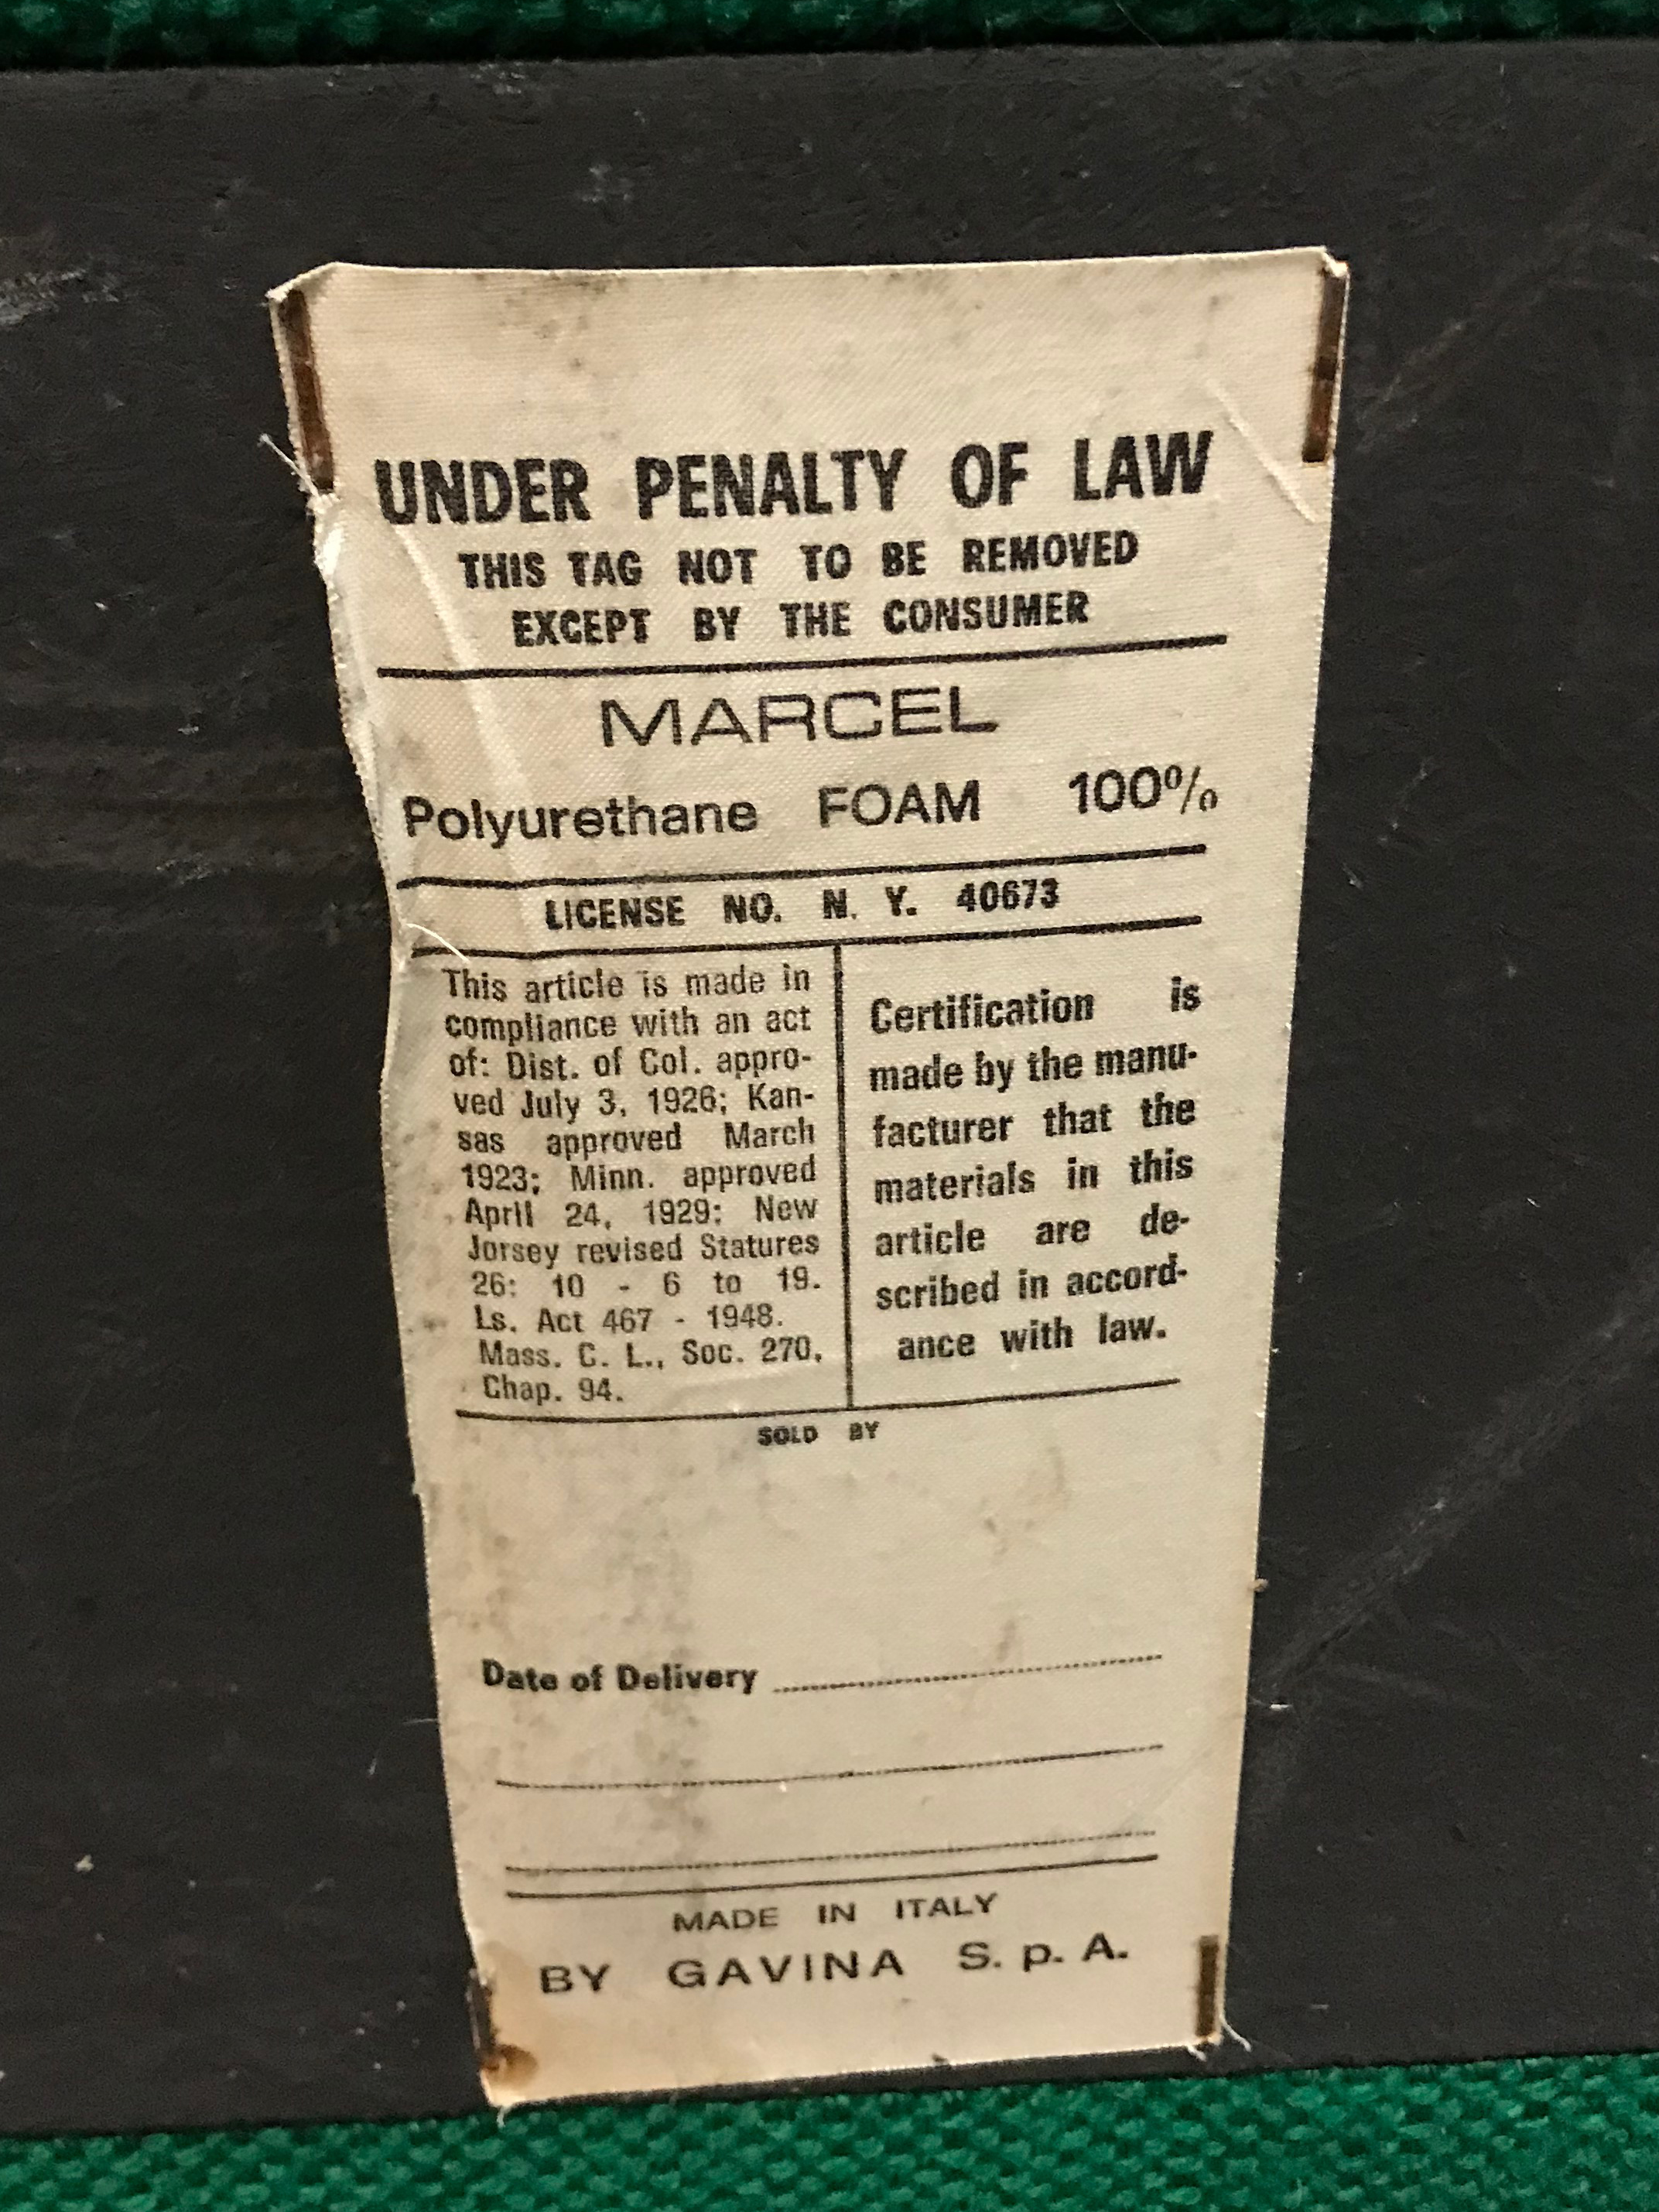 UNDER PENALTY OF LAW
THIS TAG NOT TO BE REMOVED
EXCEPT BY THE CONSUMER
MARCEL
Polyurethane FOAM 100%
LICENSE NO. N. Y. 40673
This article is made in
compliance with an act
of: Dist. of Col. appro-
ved July 3, 1926; Kan-
sas approved March
1923; Minn. approved
April 24, 1929; New
Jorsey revised Statures
26: 10 - 6 to 19.
Ls. Act 467 - 1948.
Mass. C. L., Soc. 270,
Chap. 94.
Certification is
made by the manu-
facturer that the
materials in this
article are de-
scribed in accord-
ance with law.
SOLD BY
Date of Delivery
MADE IN ITALY
BY GAVINA S. p. A.